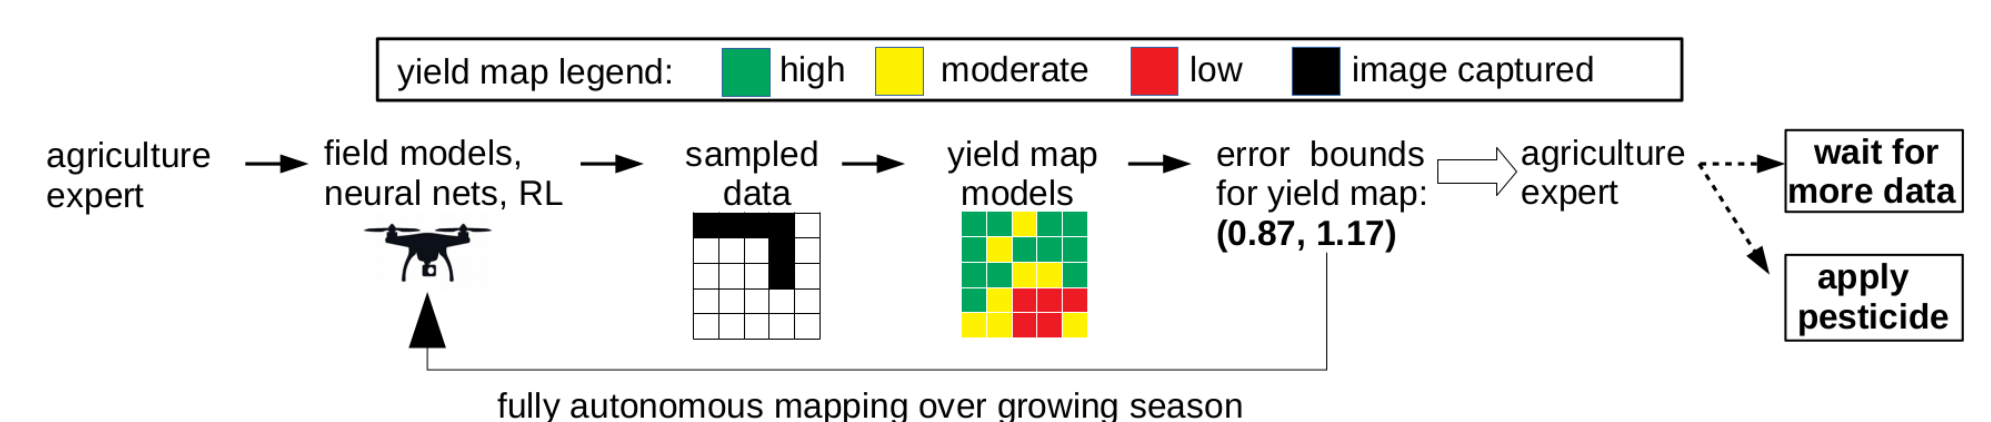 yield map legend: high moderate low image captured
agriculture
expert
field models,
neural nets, RL
sampled
data
yield map
models
error bounds
for yield map:
(0.87, 1.17)
agriculture
expert
wait for
more data
apply
pesticide
fully autonomous mapping over growing season